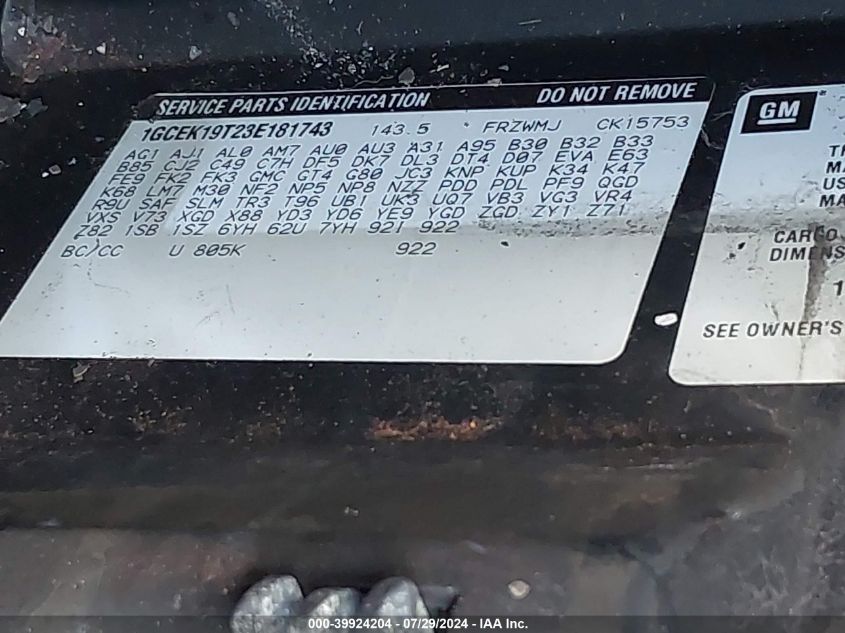 SERVICE PARTS IDENTIFICATION DO NOT REMOVE
1GCEK19T23E181743 143.5 FRZWMJ CK15753
AG1 AJ1 AL0 AM7 AU0 AU3 A31 A95 B30 B32 B33
B85 CJ2 C49 C7H DF5 DK7 DL3 DT4 D07 EVA E63
FE9 FK2 FK3 GMC GT4 G80 JC3 KNP KUP K34 K47
K68 LM7 M30 NF2 NP5 NP8 NZZ PDD PDL PF9 QGD
R9U SAF SLM TR3 T96 UB1 UK3 UQ7 VB3 VG3 VR4
VXS V73 XGD X88 YD3 YD6 YE9 YGD ZGD ZY1 Z71
Z82 1SB 1SZ 6YH 62U 7YH 92I 922
BC/CC U 805K 922
GM
CARGO
DIMENS
1
SEE OWNER'S
000-39924204 - 07/29/2024 - IAA Inc.